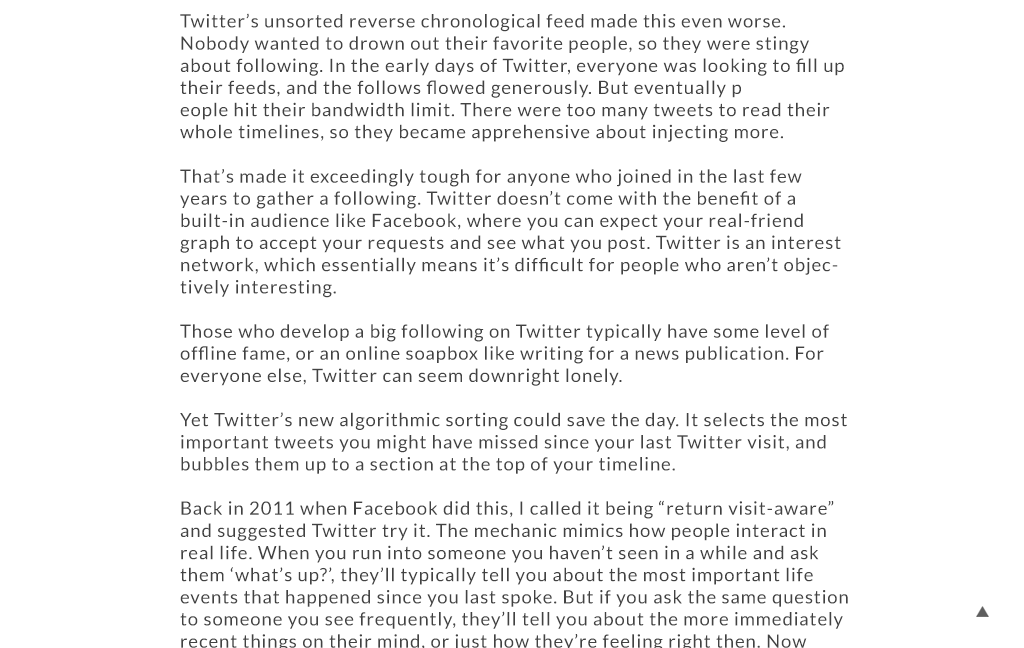 Twitter’s unsorted reverse chronological feed made this even worse.
Nobody wanted to drown out their favorite people, so they were stingy
about following. In the early days of Twitter, everyone was looking to fill up
their feeds, and the follows flowed generously. But eventually p
eople hit their bandwidth limit. There were too many tweets to read their
whole timelines, so they became apprehensive about injecting more.
That’s made it exceedingly tough for anyone who joined in the last few
years to gather a following. Twitter doesn’t come with the benefit of a
built-in audience like Facebook, where you can expect your real-friend
graph to accept your requests and see what you post. Twitter is an interest
network, which essentially means it’s difficult for people who aren’t objec-
tively interesting.
Those who develop a big following on Twitter typically have some level of
offline fame, or an online soapbox like writing for a news publication. For
everyone else, Twitter can seem downright lonely.
Yet Twitter’s new algorithmic sorting could save the day. It selects the most
important tweets you might have missed since your last Twitter visit, and
bubbles them up to a section at the top of your timeline.
Back in 2011 when Facebook did this, I called it being “return visit-aware”
and suggested Twitter try it. The mechanic mimics how people interact in
real life. When you run into someone you haven’t seen in a while and ask
them ‘what’s up?’, they’ll typically tell you about the most important life
events that happened since you last spoke. But if you ask the same question
to someone you see frequently, they’ll tell you about the more immediately
recent things on their mind, or just how they’re feeling right then. Now